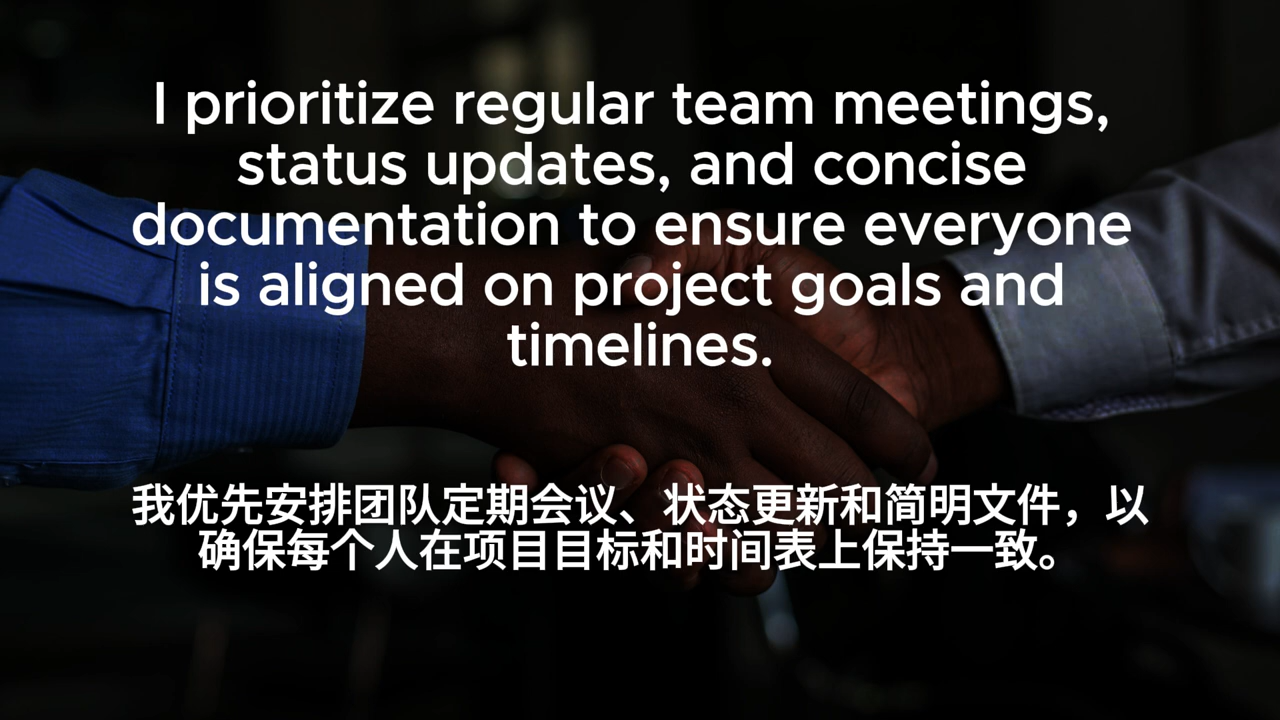 I prioritize regular team meetings,
status updates, and concise
documentation to ensure everyone
is aligned on project goals and
timelines.
我优先安排团队定期会议、状态更新和简明文件，以
确保每个人在项目目标和时间表上保持一致。